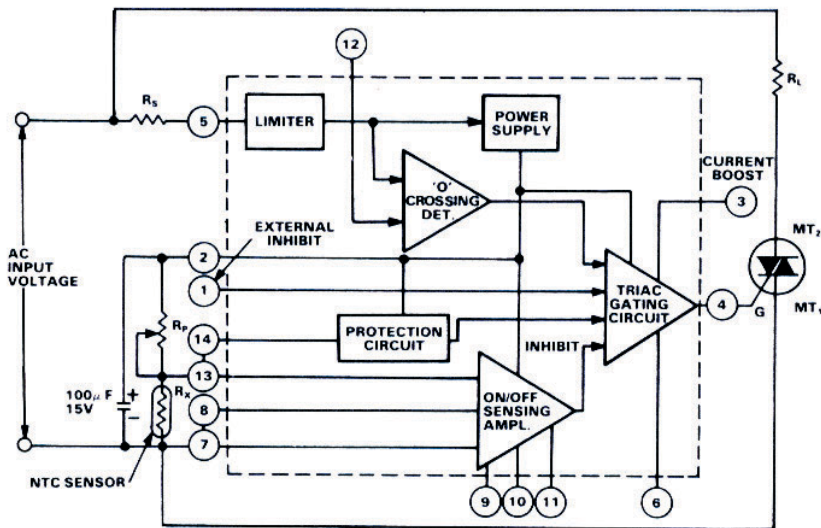 12
RL
RS
5
LIMITER
POWER
SUPPLY
CURRENT
BOOST
3
'O'
CROSSING
DET.
EXTERNAL
INHIBIT
MT2
AC
INPUT
VOLTAGE
2
1
TRIAC
GATING
CIRCUIT
4
G
MT1
RP
14
PROTECTION
CIRCUIT
INHIBIT
13
RX
100μF
15V
+
−
8
ON/OFF
SENSING
AMPL.
7
NTC SENSOR
9
10
11
6